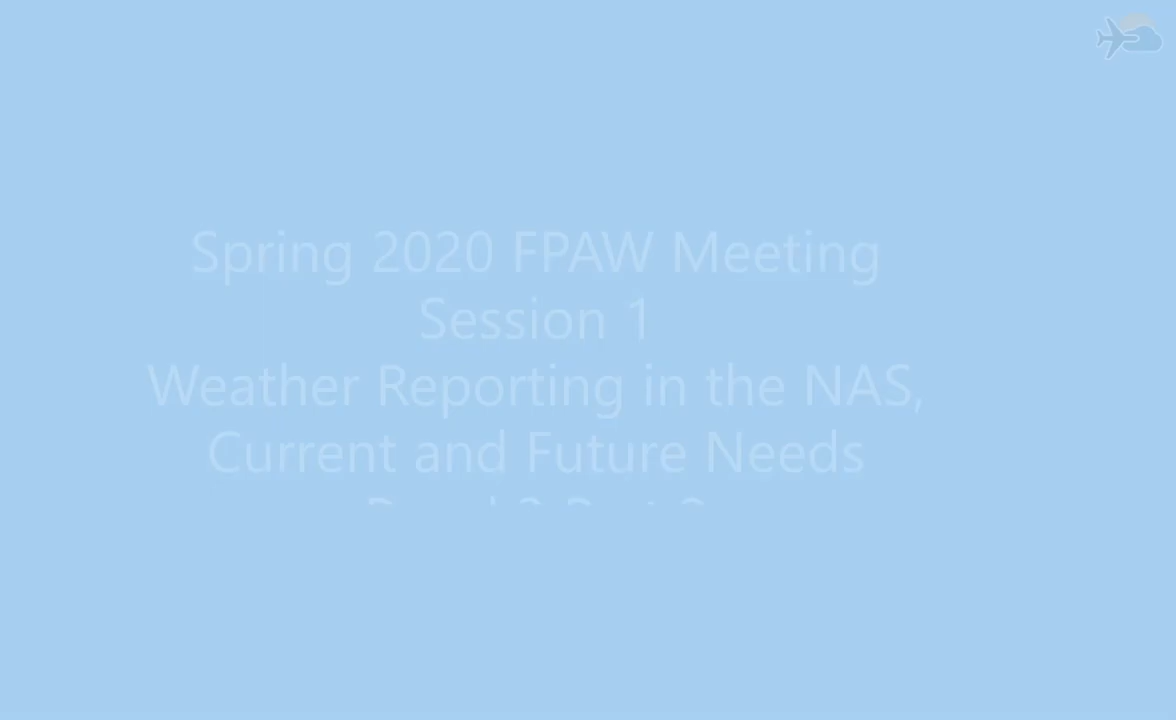 Spring 2020 FPAW Meeting
Session 1
Weather Reporting in the NAS,
Current and Future Needs